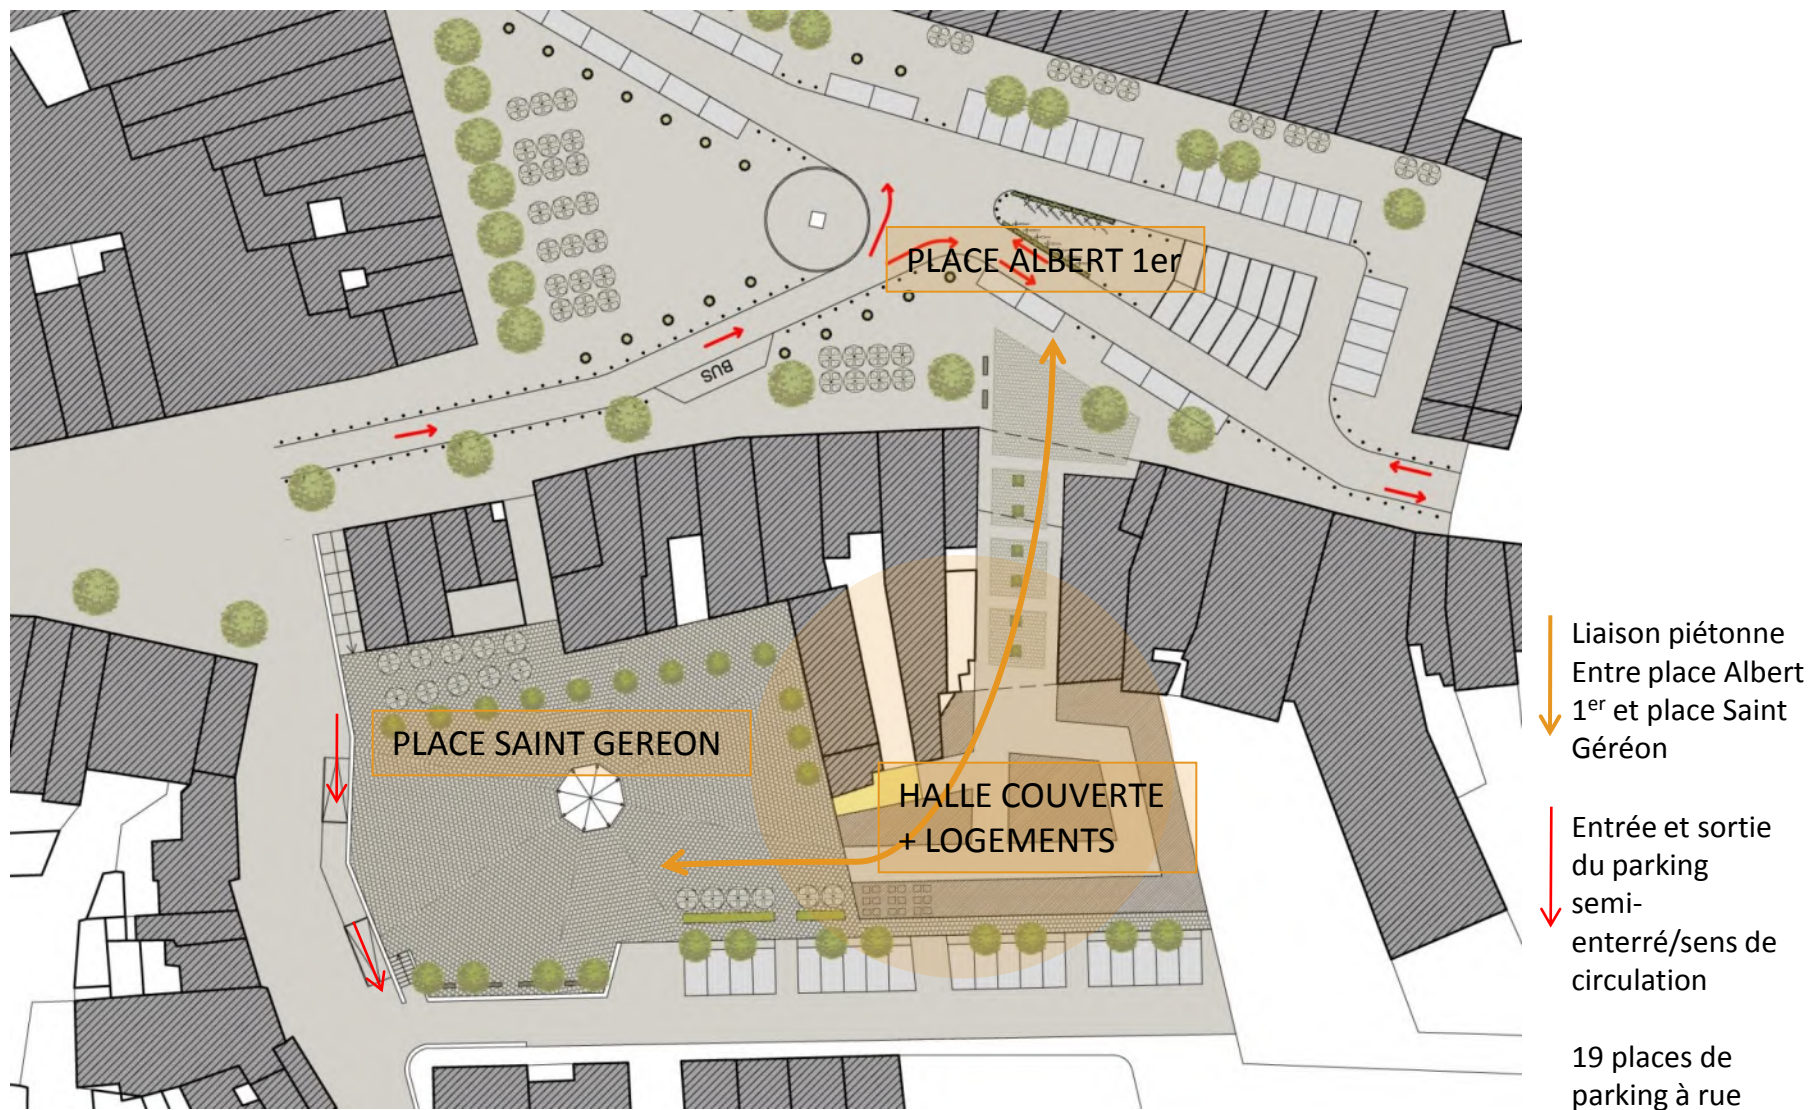 PLACE ALBERT 1er
BUS
PLACE SAINT GEREON
HALLE COUVERTE
+ LOGEMENTS
Liaison piétonne
Entre place Albert
1er et place Saint
Géréon
Entrée et sortie
du parking
semi-
enterré/sens de
circulation
19 places de
parking à rue